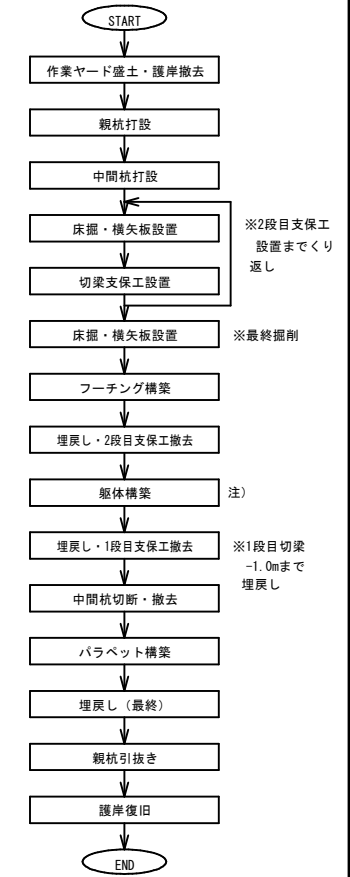 START
作業ヤード盛土・護岸撤去
親杭打設
中間杭打設
床掘・横矢板設置
※2段目支保工
設置までくり
返し
切梁支保工設置
床掘・横矢板設置
※最終掘削
フーチング構築
埋戻し・2段目支保工撤去
躯体構築
注)
埋戻し・1段目支保工撤去
※1段目切梁
-1.0mまで
埋戻し
中間杭切断・撤去
パラペット構築
埋戻し（最終）
親杭引抜き
護岸復旧
END